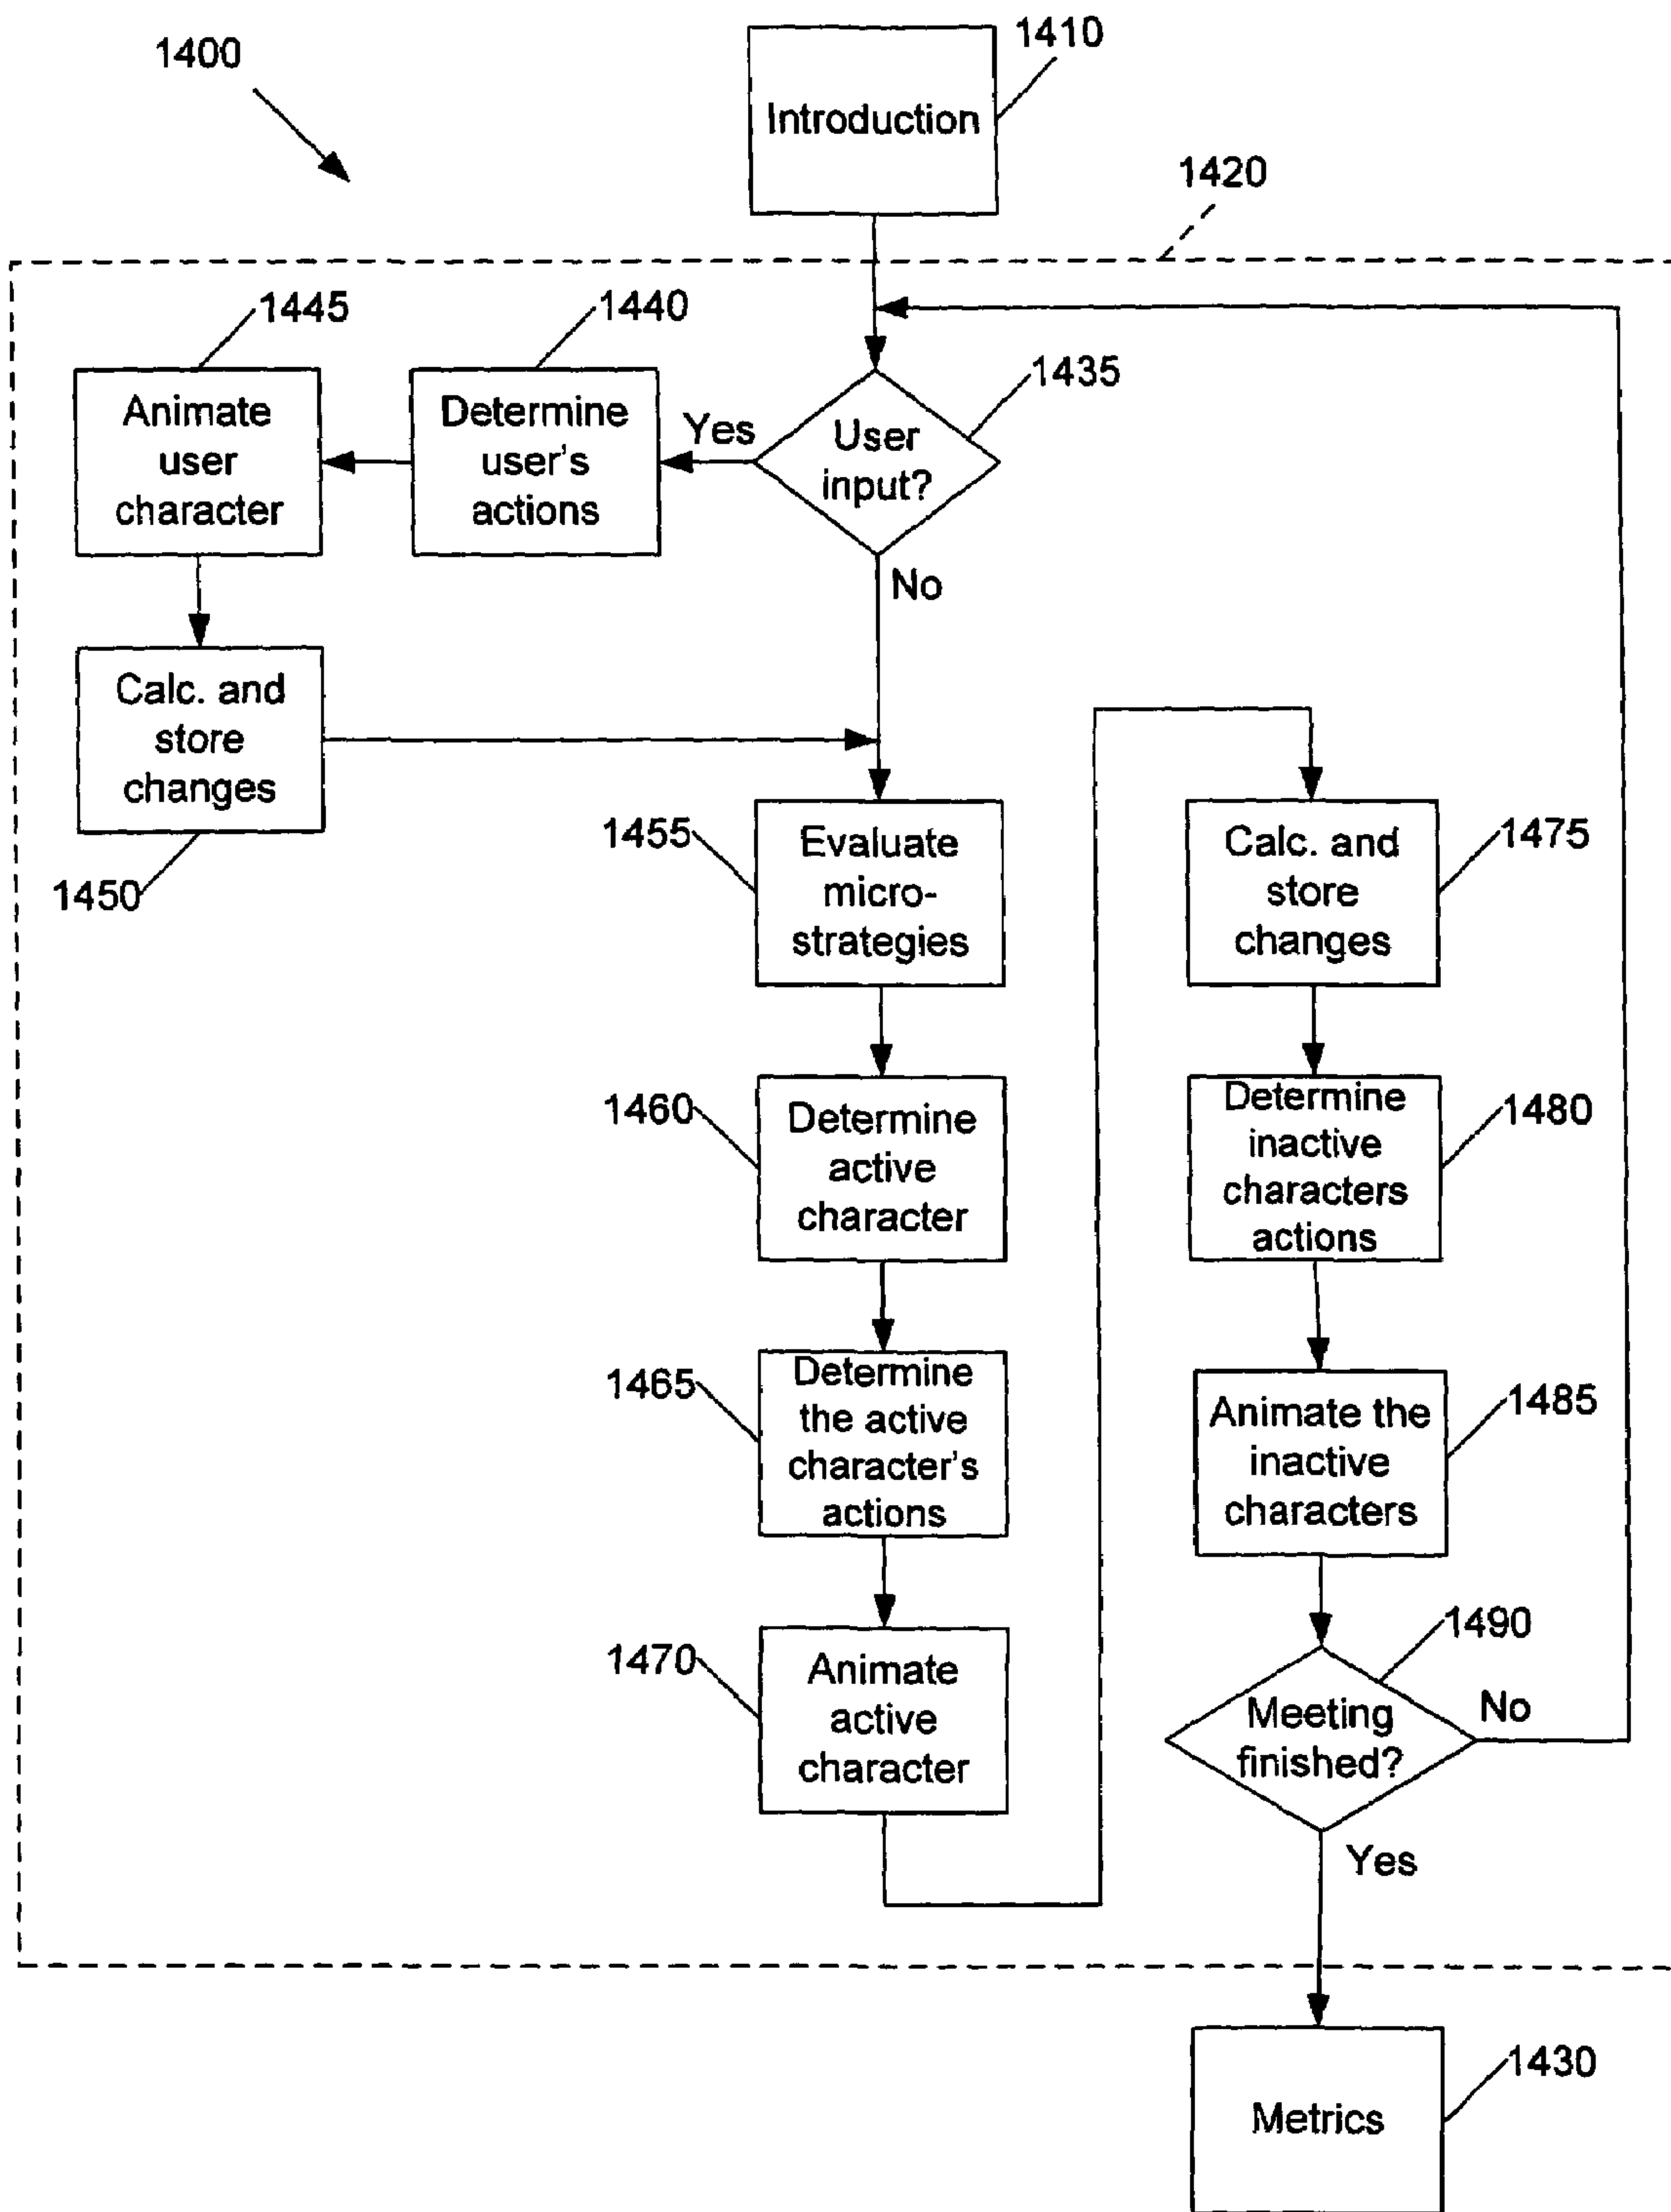 1400
1410
Introduction
1420
1445
1440
1435
Animate
user
character
Determine
user's
actions
Yes
User
input?
No
Calc. and
store
changes
1450
1455
Evaluate
micro-
strategies
1475
Calc. and
store
changes
1460
Determine
active
character
1480
Determine
inactive
characters
actions
1465
Determine
the active
character's
actions
1485
Animate the
inactive
characters
1470
Animate
active
character
1490
Meeting
finished?
No
Yes
1430
Metrics